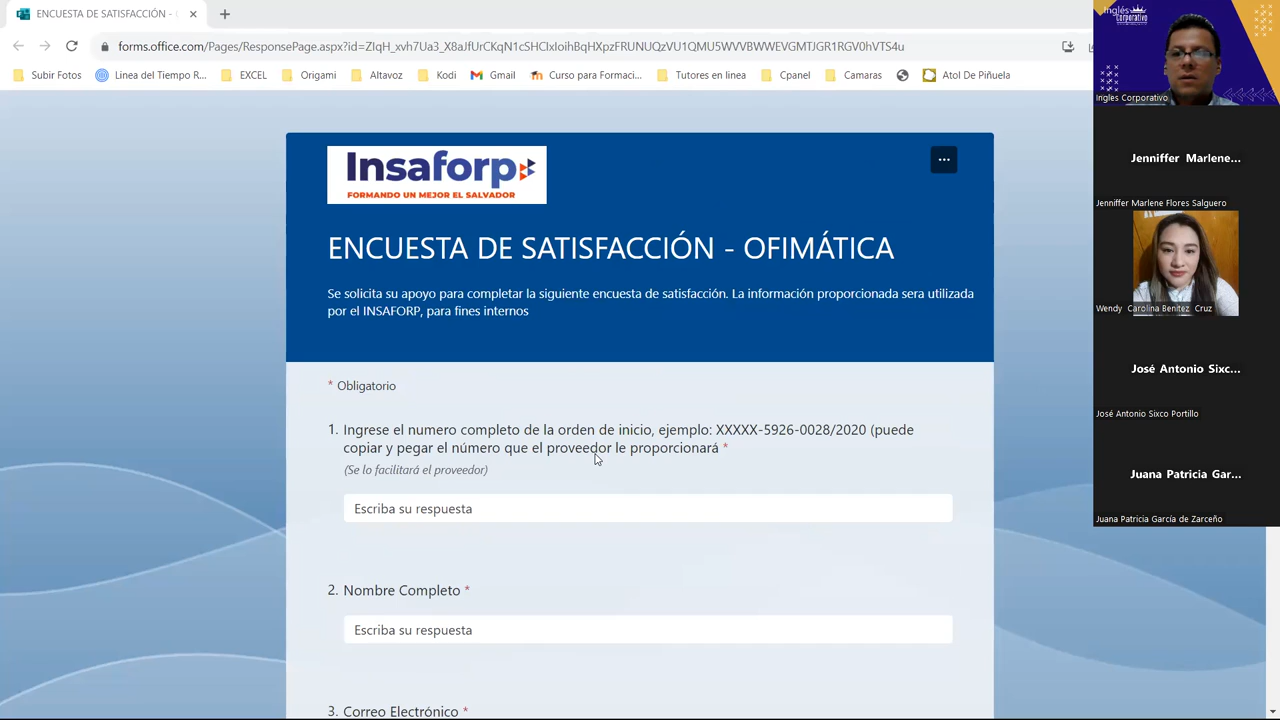 ENCUESTA DE SATISFACCIÓN - (
forms.office.com/Pages/ResponsePage.aspx?id=ZIqH_xvh7Ua3_X8aJfUrCKqN1cSHCIxIoihBqHXpzFRUNUQzVU1QMU5WVVBWWEVGMTJGR1RGV0hVTS4u
Subir Fotos
Linea del Tiempo R...
EXCEL
Origami
Altavoz
Kodi
Gmail
Curso para Formaci...
Tutores en linea
Cpanel
Camaras
Atol De Piñuela
Insaforp
FORMANDO UN MEJOR EL SALVADOR
...
ENCUESTA DE SATISFACCIÓN - OFIMÁTICA
Se solicita su apoyo para completar la siguiente encuesta de satisfacción. La información proporcionada sera utilizada
por el INSAFORP, para fines internos
* Obligatorio
1. Ingrese el numero completo de la orden de inicio, ejemplo: XXXXX-5926-0028/2020 (puede
copiar y pegar el número que el proveedor le proporcionará *
(Se lo facilitará el proveedor)
Escriba su respuesta
2. Nombre Completo *
Escriba su respuesta
3. Correo Electrónico *
Inglés
Corporativo
Ingles Corporativo
Jenniffer Marlene...
Jenniffer Marlene Flores Salguero
Wendy Carolina Benitez Cruz
José Antonio Sixc...
José Antonio Sixco Portillo
Juana Patricia Gar...
Juana Patricia García de Zarceño